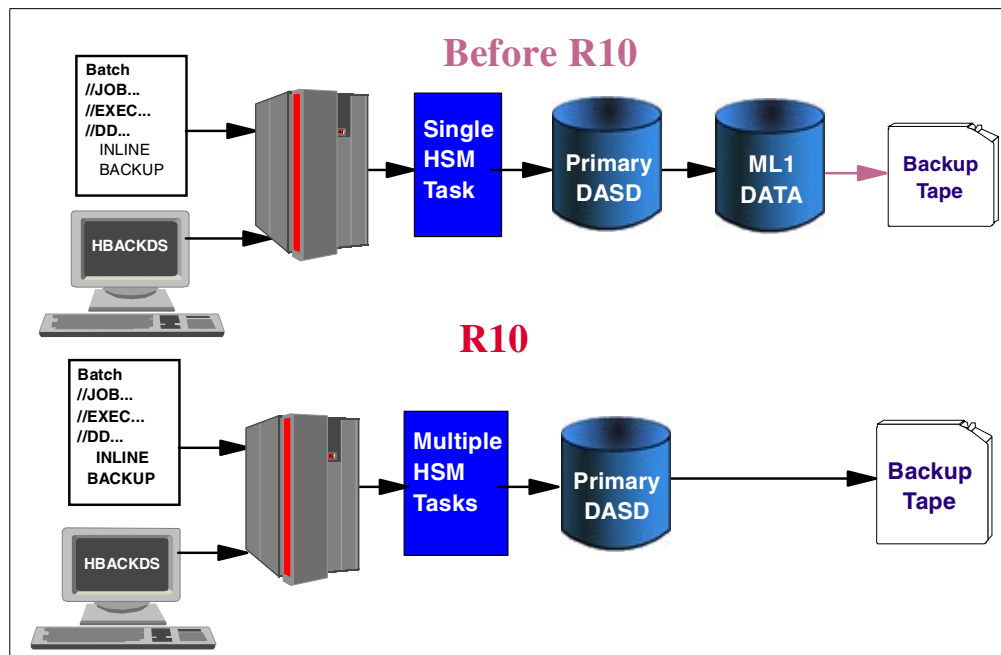 Before R10
Batch
//JOB...
//EXEC...
//DD...
INLINE
BACKUP
HBACKDS
Single
HSM
Task
Primary
DASD
ML1
DATA
Backup
Tape
R10
Batch
//JOB...
//EXEC...
//DD...
INLINE
BACKUP
HBACKDS
Multiple
HSM
Tasks
Primary
DASD
Backup
Tape